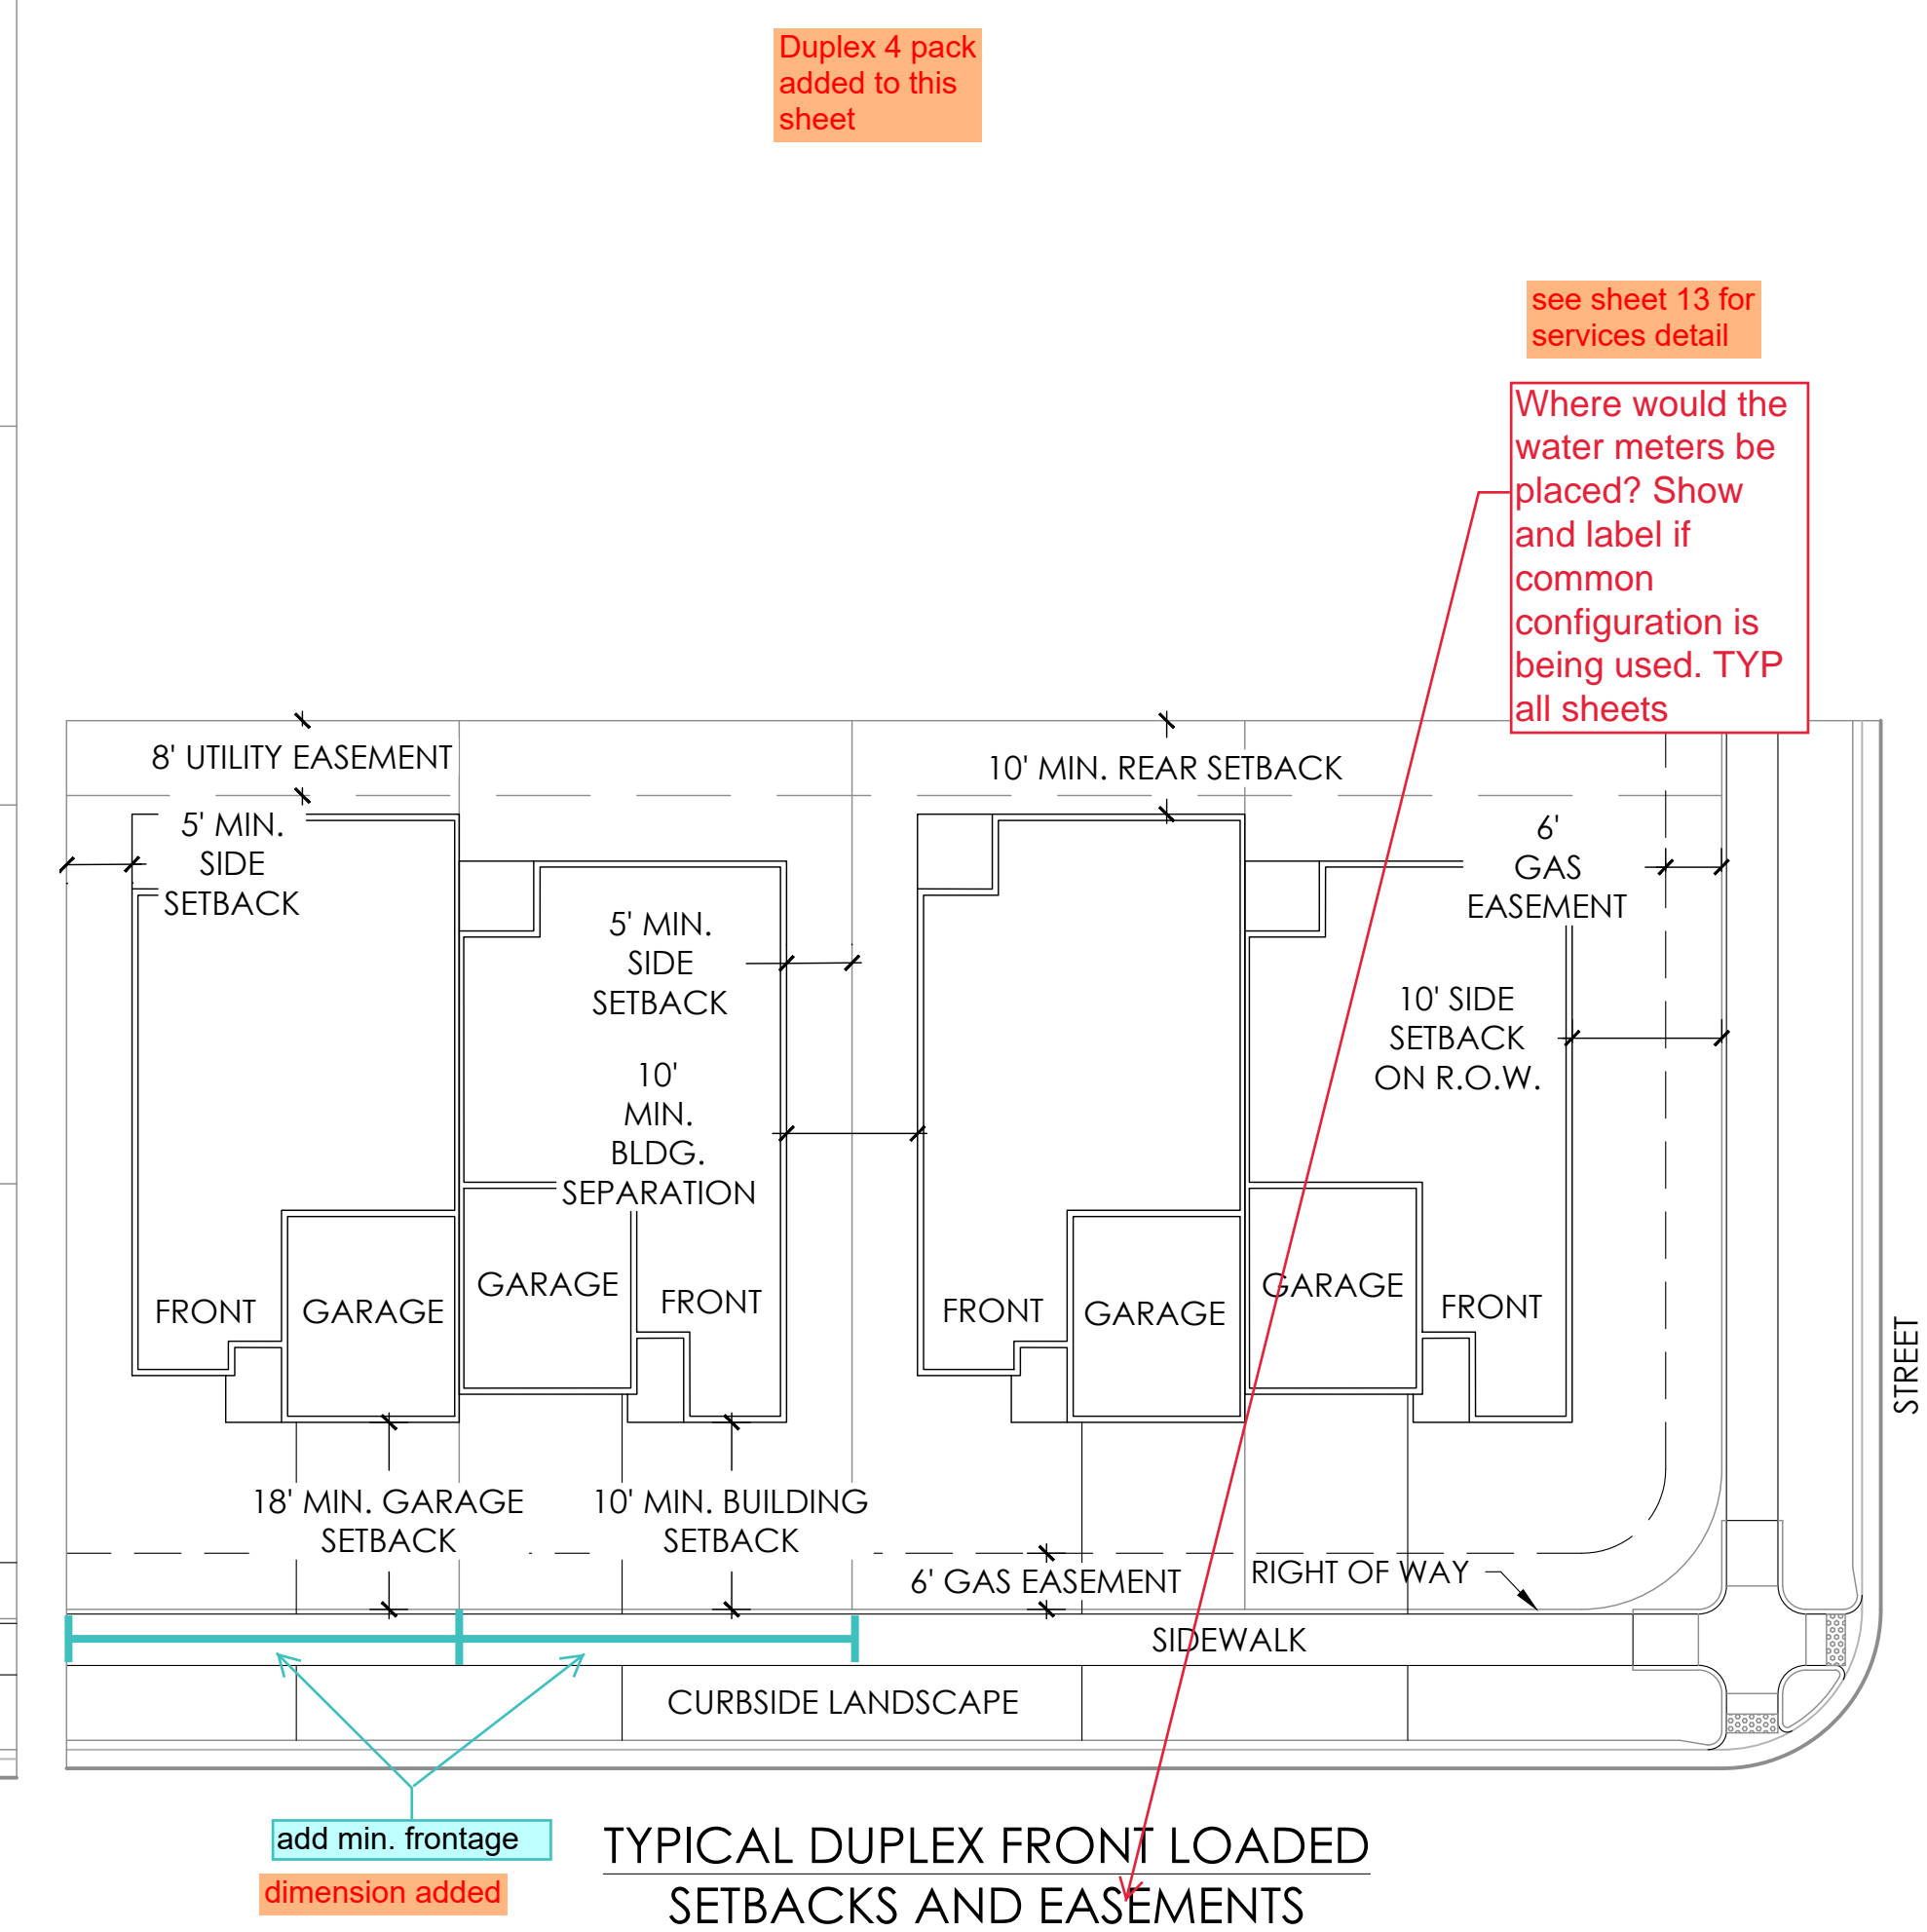 Duplex 4 pack
added to this
sheet
see sheet 13 for
services detail
Where would the
water meters be
placed? Show
and label if
common
configuration is
being used. TYP
all sheets
8' UTILITY EASEMENT
10' MIN. REAR SETBACK
5' MIN.
SIDE
SETBACK
6'
GAS
EASEMENT
5' MIN.
SIDE
SETBACK
10' SIDE
SETBACK
ON R.O.W.
10'
MIN.
BLDG.
SEPARATION
FRONT
GARAGE
GARAGE
FRONT
FRONT
GARAGE
GARAGE
FRONT
STREET
18' MIN. GARAGE
SETBACK
10' MIN. BUILDING
SETBACK
6' GAS EASEMENT
RIGHT OF WAY
SIDEWALK
CURBSIDE LANDSCAPE
add min. frontage
dimension added
TYPICAL DUPLEX FRONT LOADED
SETBACKS AND EASEMENTS